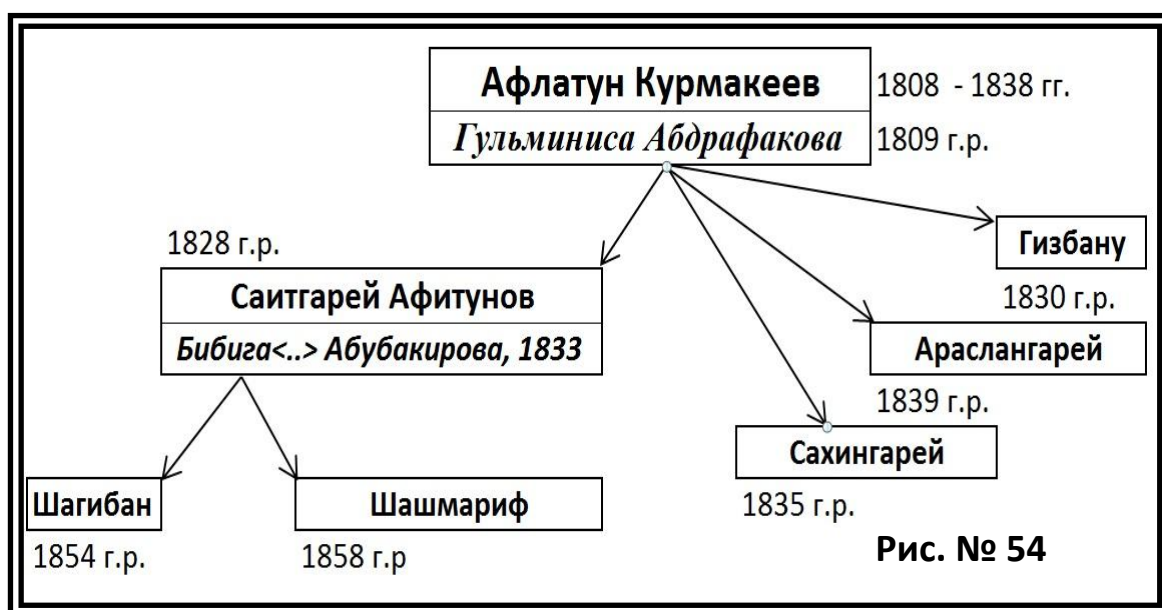 Афлатун Курмакеев
1808 - 1838 гг.
Гульминиса Абдрафакова
1809 г.р.
Гизбану
1830 г.р.
1828 г.р.
Саитгарей Афитунов
Бибига<..> Абубакирова, 1833
Араслангарей
1839 г.р.
Сахингарей
1835 г.р.
Шагибан
1854 г.р.
Шашмариф
1858 г.р
Рис. № 54